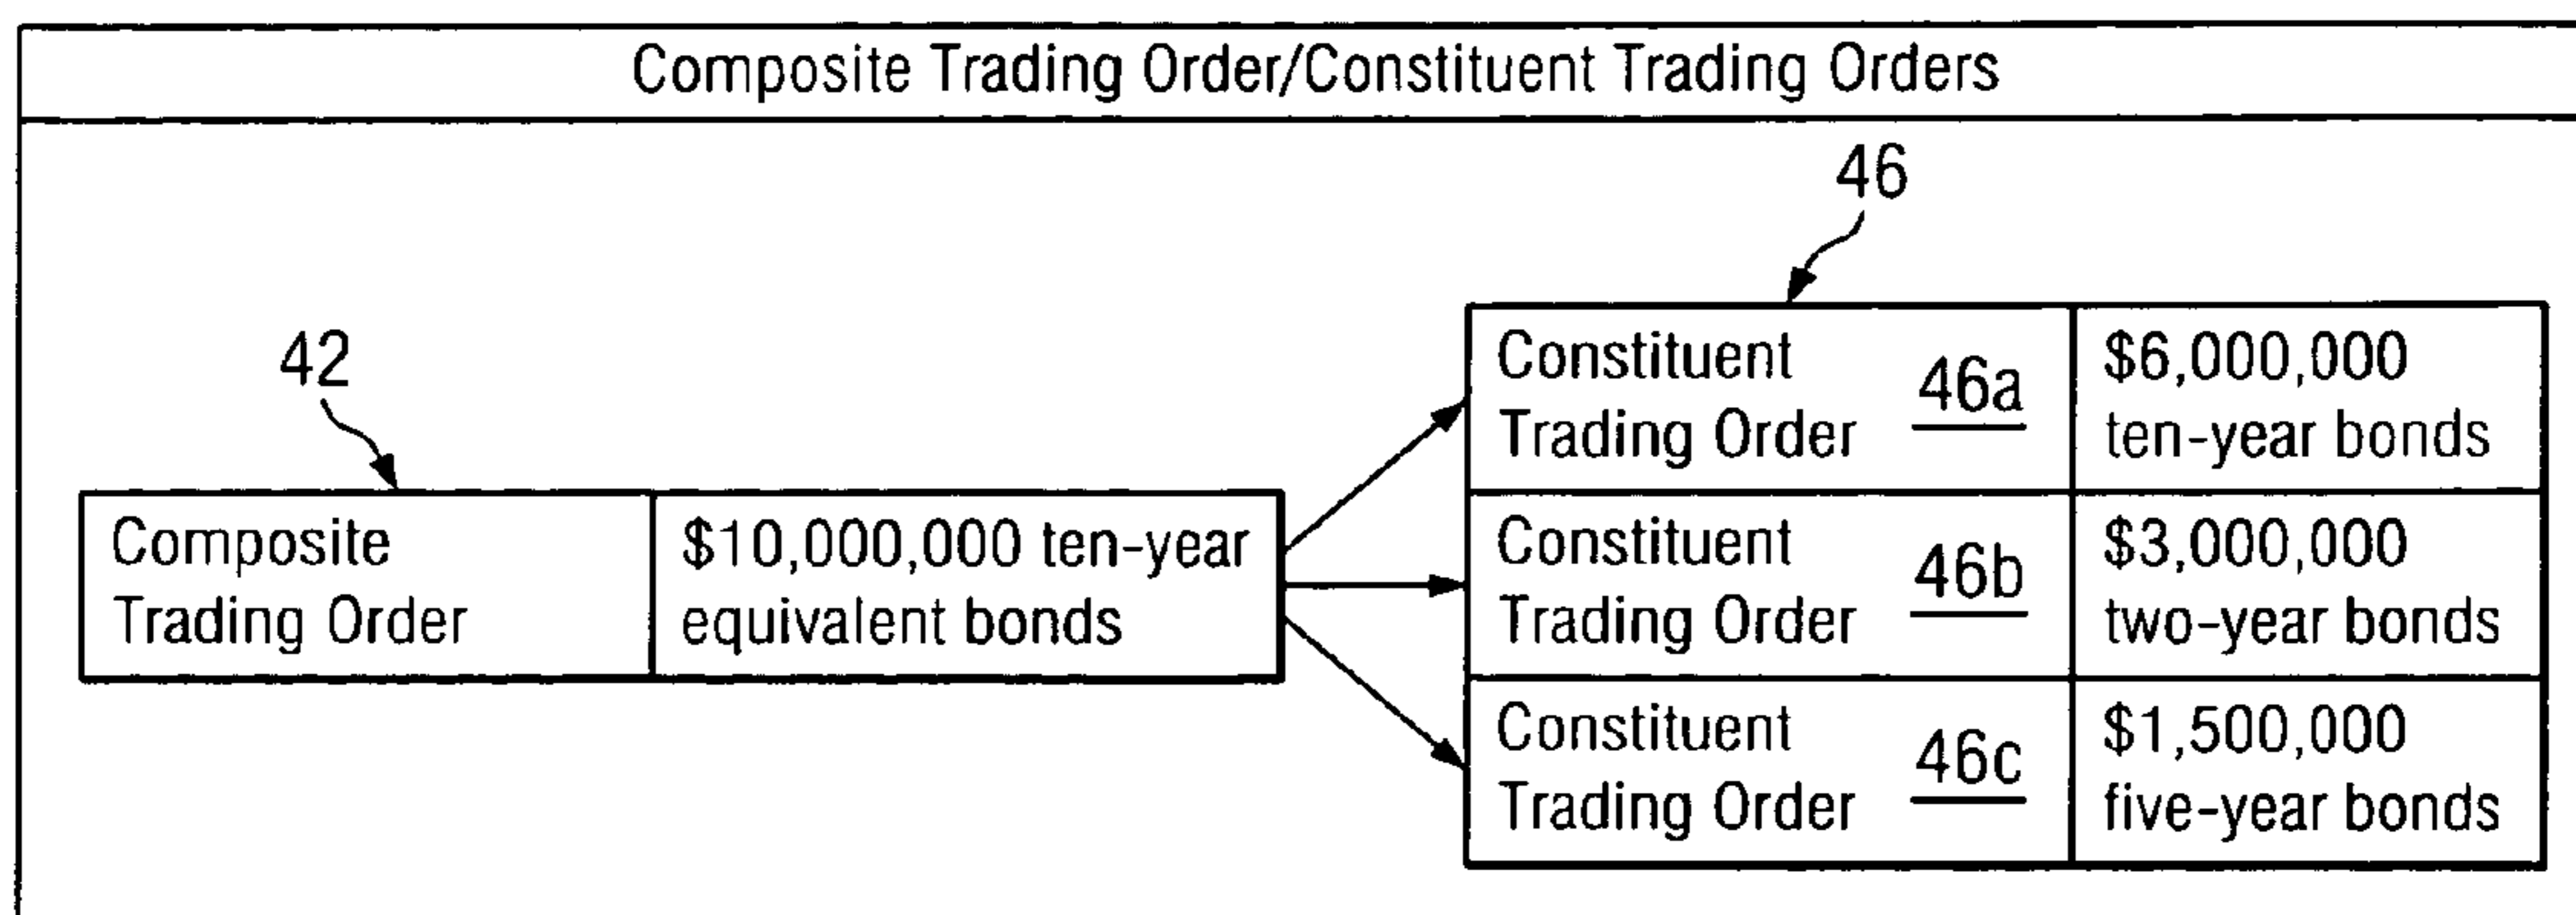 Composite Trading Order/Constituent Trading Orders
46
42
Composite
Trading Order
$10,000,000 ten-year
equivalent bonds
Constituent
Trading Order
46a
$6,000,000
ten-year bonds
Constituent
Trading Order
46b
$3,000,000
two-year bonds
Constituent
Trading Order
46c
$1,500,000
five-year bonds